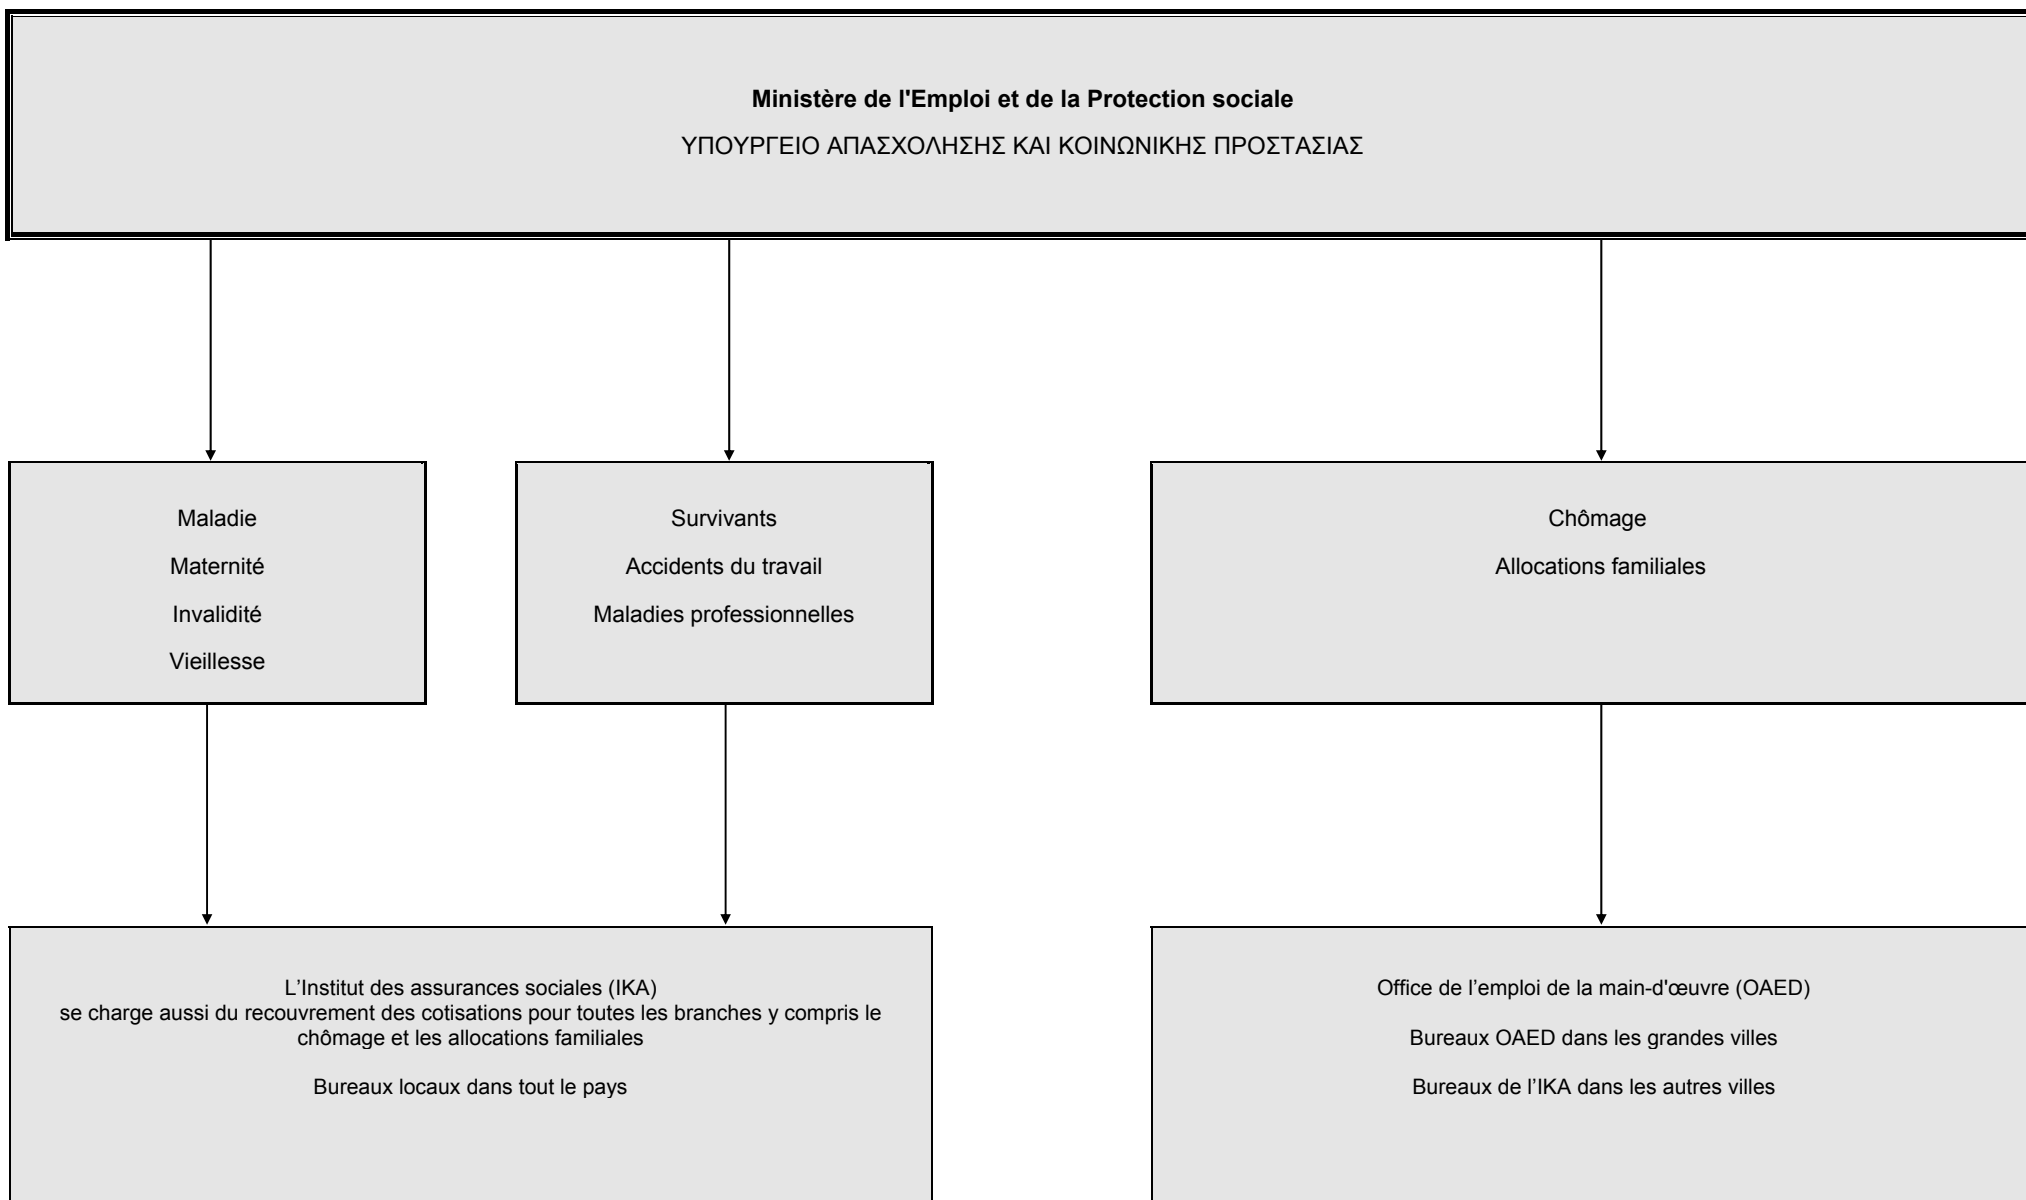 Ministère de l'Emploi et de la Protection sociale
ΥΠΟΥΡΓΕΙΟ ΑΠΑΣΧΟΛΗΣΗΣ ΚΑΙ ΚΟΙΝΩΝΙΚΗΣ ΠΡΟΣΤΑΣΙΑΣ
Maladie
Maternité
Invalidité
Vieillesse
Survivants
Accidents du travail
Maladies professionnelles
Chômage
Allocations familiales
L’Institut des assurances sociales (IKA)
se charge aussi du recouvrement des cotisations pour toutes les branches y compris le
chômage et les allocations familiales
Bureaux locaux dans tout le pays
Office de l’emploi de la main-d'œuvre (OAED)
Bureaux OAED dans les grandes villes
Bureaux de l’IKA dans les autres villes